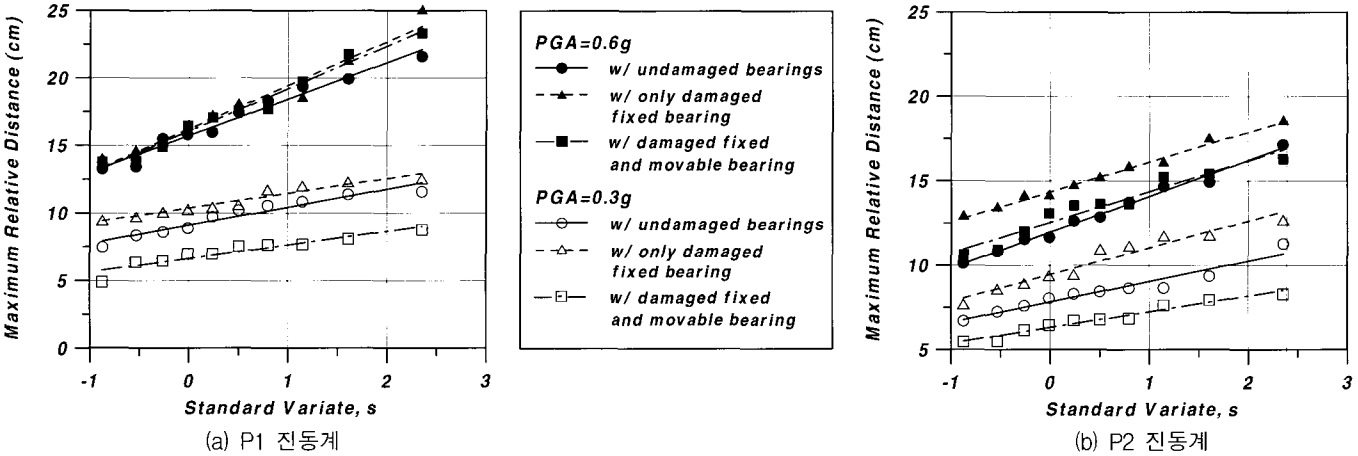 Maximum Relative Distance (cm)
25
20
15
10
5
0
-1 0 1 2 3
Standard Variate, s
(a) P1 진동계
PGA=0.6g
w/ undamaged bearings
w/ only damaged
fixed bearing
w/ damaged fixed
and movable bearing
PGA=0.3g
w/ undamaged bearings
w/ only damaged
fixed bearing
w/ damaged fixed
and movable bearing
Maximum Relative Distance (cm)
25
20
15
10
5
-1 0 1 2 3
Standard Variate, s
(b) P2 진동계